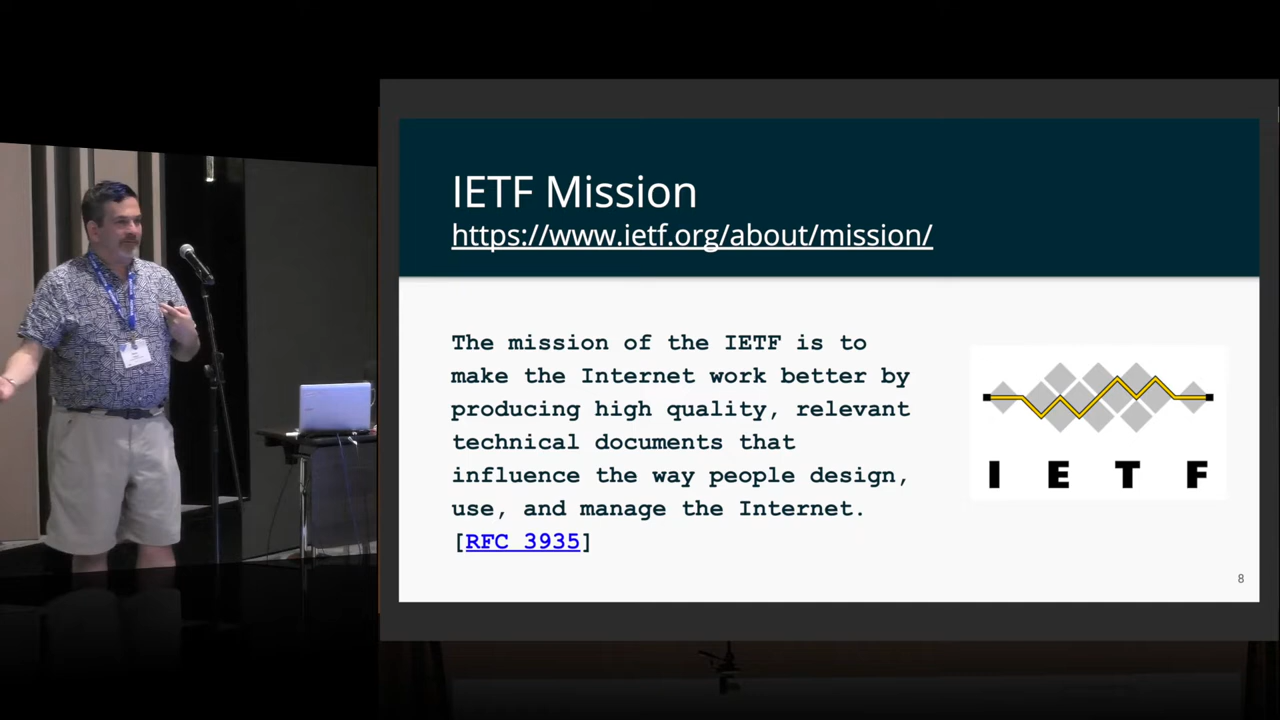 IETF Mission
https://www.ietf.org/about/mission/
The mission of the IETF is to
make the Internet work better by
producing high quality, relevant
technical documents that
influence the way people design,
use, and manage the Internet.
[RFC 3935]
I E T F
8